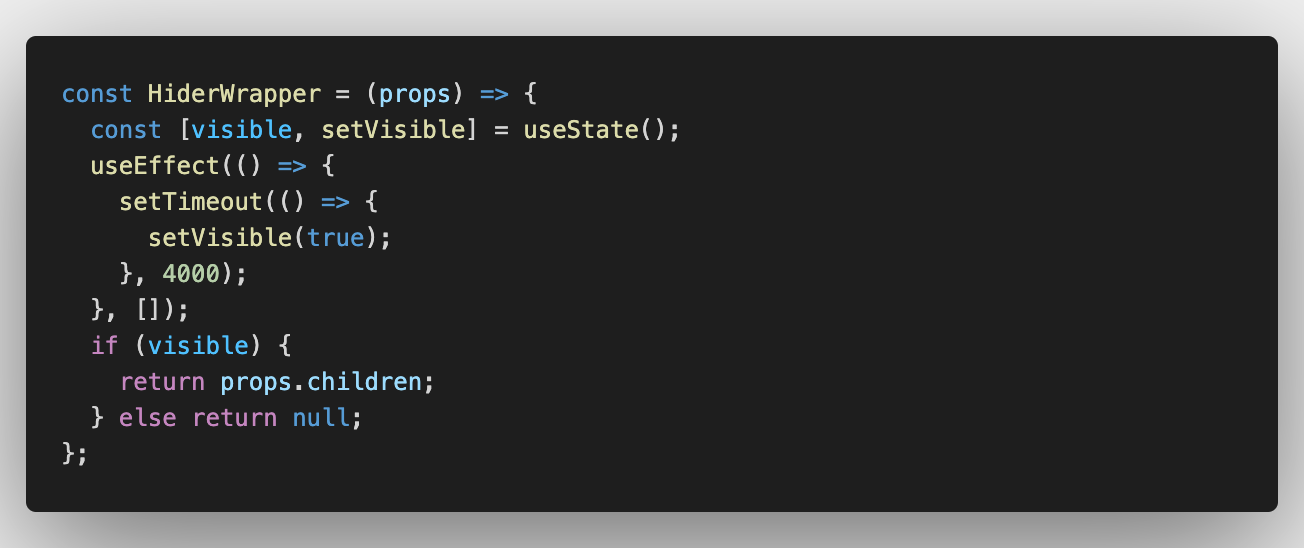 const HiderWrapper = (props) => {
  const [visible, setVisible] = useState();
  useEffect(() => {
    setTimeout(() => {
      setVisible(true);
    }, 4000);
  }, []);
  if (visible) {
    return props.children;
  } else return null;
};